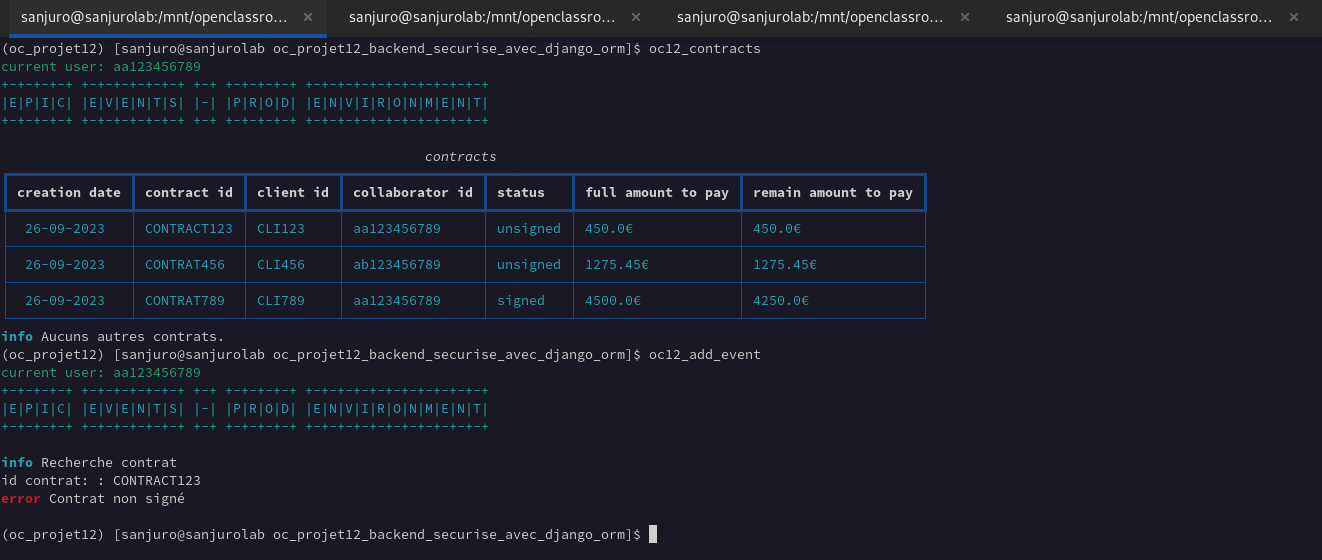 sanjuro@sanjurolab:/mnt/openclassro... × sanjuro@sanjurolab:/mnt/openclassro... × sanjuro@sanjurolab:/mnt/openclassro... × sanjuro@sanjurolab:/mnt/openclassro... ×
(oc_projet12) [sanjuro@sanjurolab oc_projet12_backend_securise_avec_django_orm]$ oc12_contracts
current user: aa123456789
+-+-+-+-+ +-+-+-+-+-+-+ +-+ +-+-+-+-+ +-+-+-+-+-+-+-+-+-+-+-+
|E|P|I|C| |E|V|E|N|T|S| |-| |P|R|O|D| |E|N|V|I|R|O|N|M|E|N|T|
+-+-+-+-+ +-+-+-+-+-+-+ +-+ +-+-+-+-+ +-+-+-+-+-+-+-+-+-+-+-+
contracts
creation date contract id client id collaborator id status full amount to pay remain amount to pay
26-09-2023 CONTRACT123 CLI123 aa123456789 unsigned 450.0€ 450.0€
26-09-2023 CONTRAT456 CLI456 ab123456789 unsigned 1275.45€ 1275.45€
26-09-2023 CONTRAT789 CLI789 aa123456789 signed 4500.0€ 4250.0€
info Aucuns autres contrats.
(oc_projet12) [sanjuro@sanjurolab oc_projet12_backend_securise_avec_django_orm]$ oc12_add_event
current user: aa123456789
+-+-+-+-+ +-+-+-+-+-+-+ +-+ +-+-+-+-+ +-+-+-+-+-+-+-+-+-+-+-+
|E|P|I|C| |E|V|E|N|T|S| |-| |P|R|O|D| |E|N|V|I|R|O|N|M|E|N|T|
+-+-+-+-+ +-+-+-+-+-+-+ +-+ +-+-+-+-+ +-+-+-+-+-+-+-+-+-+-+-+
info Recherche contrat
id contrat: : CONTRACT123
error Contrat non signé
(oc_projet12) [sanjuro@sanjurolab oc_projet12_backend_securise_avec_django_orm]$